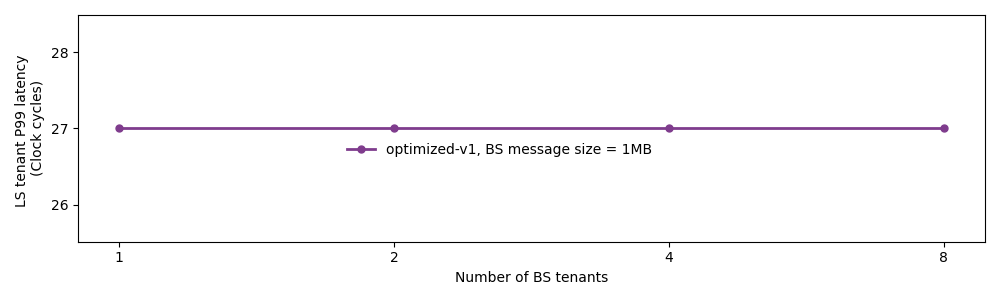 LS tenant P99 latency
(Clock cycles)
28
27
26
optimized-v1, BS message size = 1MB
1 2 4 8
Number of BS tenants